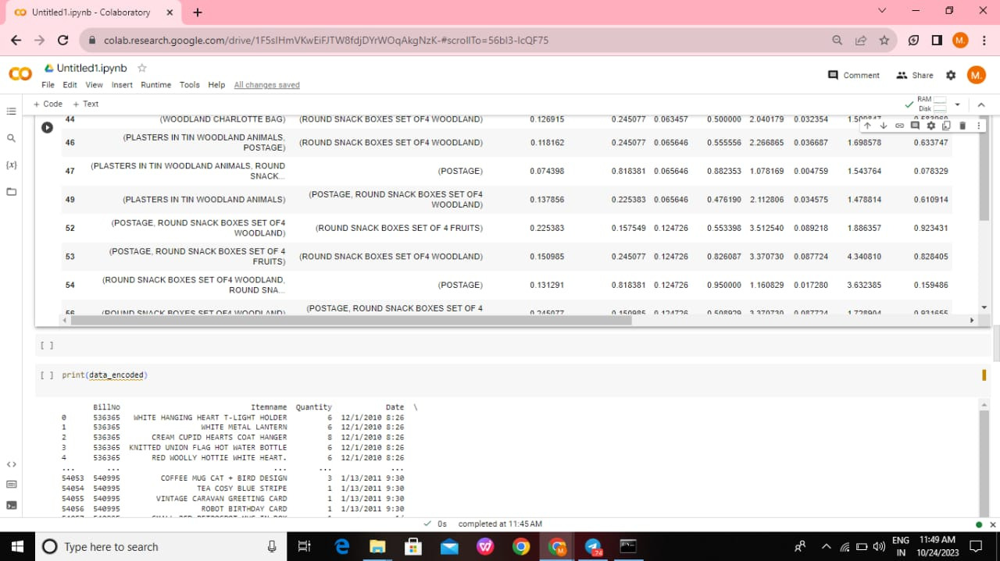 Untitled1.ipynb - Colaboratory
colab.research.google.com/drive/1F5sIHmVKwEiFJTW8fdjDYrWOqAkgNzK-#scrollTo=56bI3-IcQF75
M.
Untitled1.ipynb
File Edit View Insert Runtime Tools Help All changes saved
Comment Share M.
+ Code + Text
RAM
Disk
44 (WOODLAND CHARLOTTE BAG) (ROUND SNACK BOXES SET OF4 WOODLAND) 0.126915 0.245077 0.063457 0.500000 2.040179 0.032354
46 (PLASTERS IN TIN WOODLAND ANIMALS, POSTAGE) (ROUND SNACK BOXES SET OF4 WOODLAND) 0.118162 0.245077 0.065646 0.555556 2.266865 0.036687 1.698578 0.633747
47 (PLASTERS IN TIN WOODLAND ANIMALS, ROUND SNACK... (POSTAGE) 0.074398 0.818381 0.065646 0.882353 1.078169 0.004759 1.543764 0.078329
49 (PLASTERS IN TIN WOODLAND ANIMALS) (POSTAGE, ROUND SNACK BOXES SET OF4 WOODLAND) 0.137856 0.225383 0.065646 0.476190 2.112806 0.034575 1.478814 0.610914
52 (POSTAGE, ROUND SNACK BOXES SET OF4 WOODLAND) (ROUND SNACK BOXES SET OF 4 FRUITS) 0.225383 0.157549 0.124726 0.553398 3.512540 0.089218 1.886357 0.923431
53 (POSTAGE, ROUND SNACK BOXES SET OF 4 FRUITS) (ROUND SNACK BOXES SET OF4 WOODLAND) 0.150985 0.245077 0.124726 0.826087 3.370730 0.087724 4.340810 0.828405
54 (ROUND SNACK BOXES SET OF4 WOODLAND, ROUND SNA... (POSTAGE) 0.131291 0.818381 0.124726 0.950000 1.160829 0.017280 3.632385 0.159486
56 (ROUND SNACK BOXES SET OF4 WOODLAND) (POSTAGE, ROUND SNACK BOXES SET OF 4 0.245077 0.150985 0.124726 0.508929 3.370730 0.087724 1.728904 0.931655
[ ]
[ ] print(data_encoded)
BillNo Itemname Quantity Date \
0 536365 WHITE HANGING HEART T-LIGHT HOLDER 6 12/1/2010 8:26
1 536365 WHITE METAL LANTERN 6 12/1/2010 8:26
2 536365 CREAM CUPID HEARTS COAT HANGER 8 12/1/2010 8:26
3 536365 KNITTED UNION FLAG HOT WATER BOTTLE 6 12/1/2010 8:26
4 536365 RED WOOLLY HOTTIE WHITE HEART. 6 12/1/2010 8:26
... ... ... ... ...
54053 540995 COFFEE MUG CAT + BIRD DESIGN 3 1/13/2011 9:30
54054 540995 TEA COSY BLUE STRIPE 1 1/13/2011 9:30
54055 540995 VINTAGE CARAVAN GREETING CARD 1 1/13/2011 9:30
54056 540995 ROBOT BIRTHDAY CARD 1 1/13/2011 9:30
0s completed at 11:45 AM
Type here to search
74
ENG
IN
11:49 AM
10/24/2023